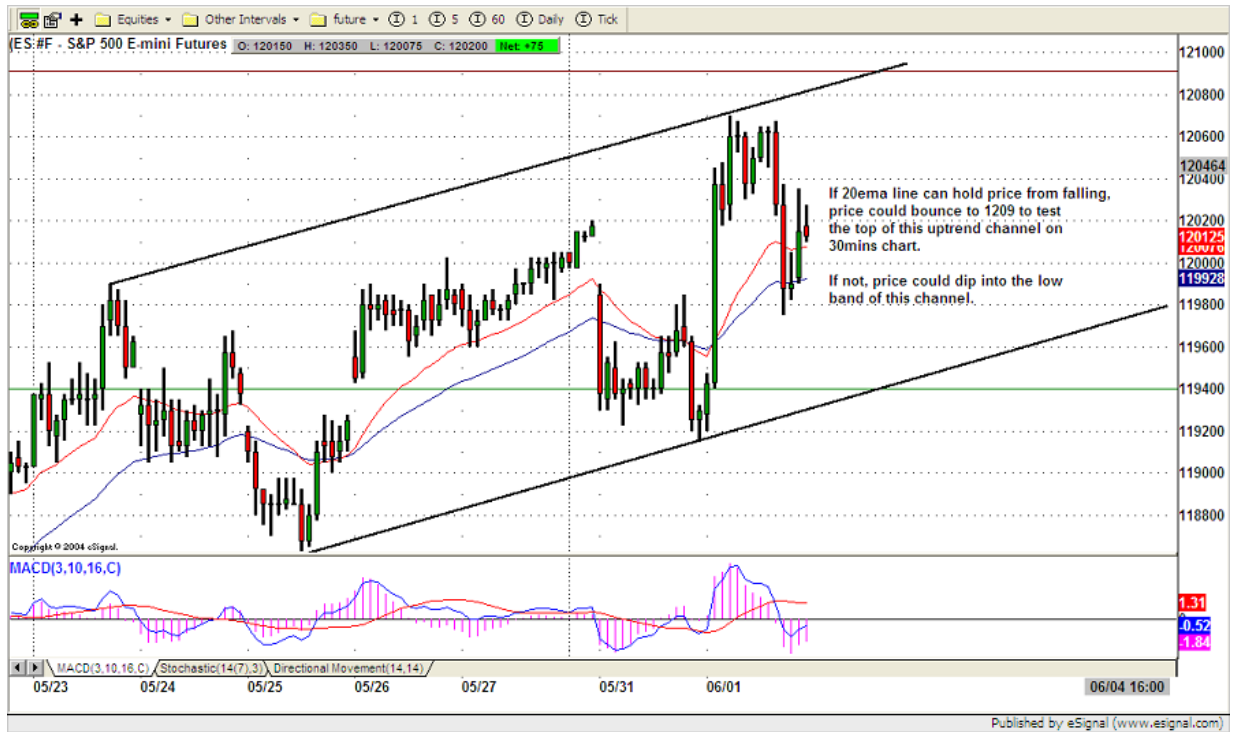 Equities Other Intervals future 1 5 60 Daily Tick
(ES:#F - S&P 500 E-mini Futures O: 120150 H: 120350 L: 120075 C: 120200 Net: +75
121000
120800
120600
120464
120400
120200
120125
120076
120000
119928
119800
119600
119400
119200
119000
118800
If 20ema line can hold price from falling,
price could bounce to 1209 to test
the top of this uptrend channel on
30mins chart.
If not, price could dip into the low
band of this channel.
Copyright © 2004 eSignal.
MACD(3,10,16,C)
1.31
-0.52
-1.84
MACD(3,10,16,C) Stochastic(14(7),3) Directional Movement(14,14)
05/23 05/24 05/25 05/26 05/27 05/31 06/01 06/04 16:00
Published by eSignal (www.esignal.com)